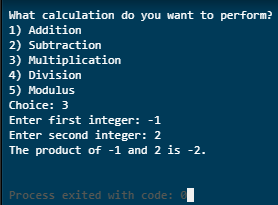 What calculation do you want to perform?
1) Addition
2) Subtraction
3) Multiplication
4) Division
5) Modulus
Choice: 3
Enter first integer: -1
Enter second integer: 2
The product of -1 and 2 is -2.
Process exited with code: 0